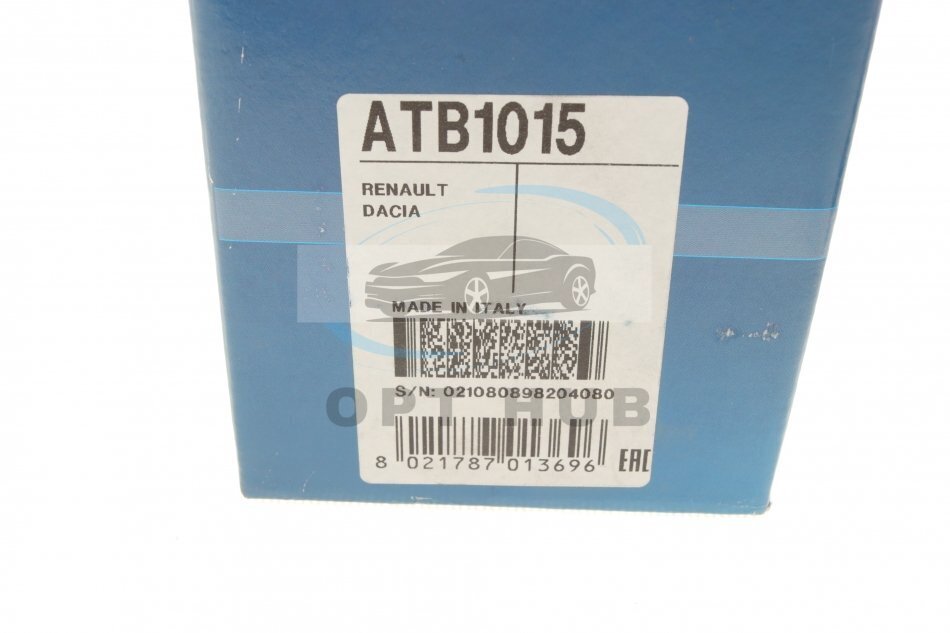 ATB1015
RENAULT
DACIA
MADE IN ITALY
S/N: 021080898204080
OPT HUB
8 021787 013696
EAC